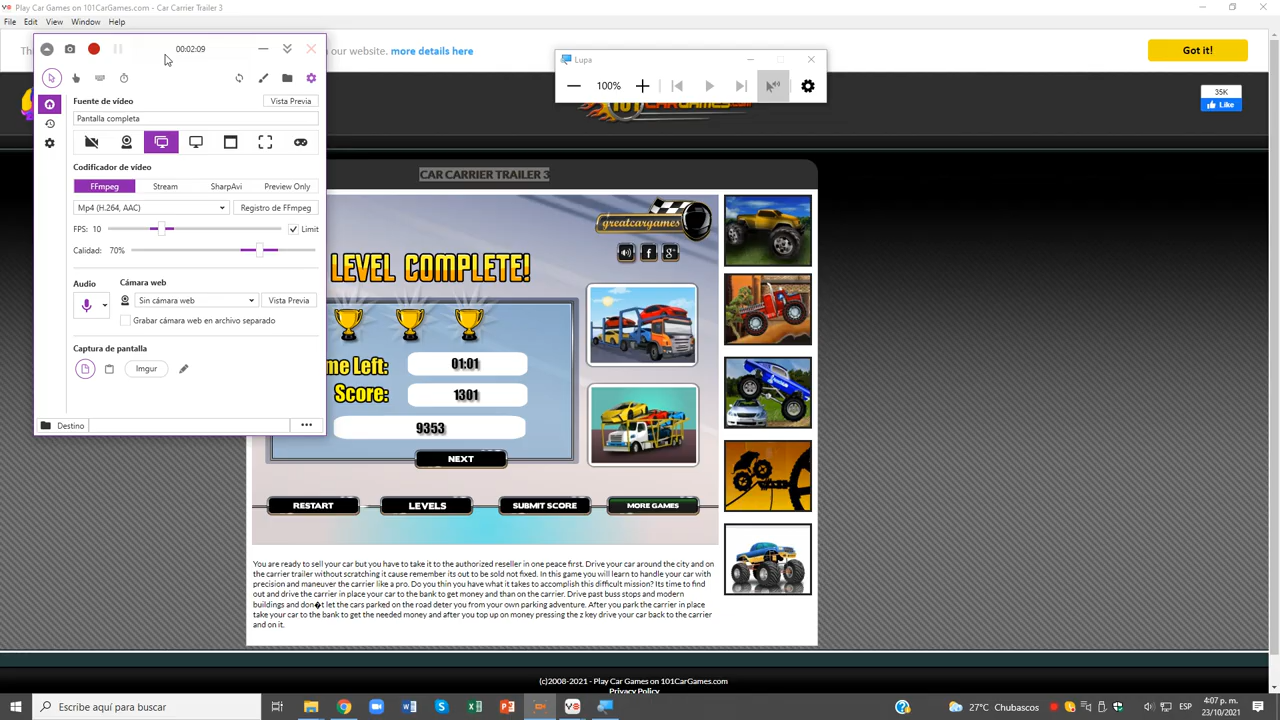 Play Car Games on 101CarGames.com - Car Carrier Trailer 3
File Edit View Window Help
Th
on our website. more details here
Got it!
00:02:09
Lupa
100%
35K
Like
Fuente de vídeo
Vista Previa
Pantalla completa
Codificador de vídeo
FFmpeg Stream SharpAvi Preview Only
Mp4 (H.264, AAC)
Registro de FFmpeg
FPS: 10
Limit
Calidad: 70%
Audio
Cámara web
Sin cámara web
Vista Previa
Grabar cámara web en archivo separado
Captura de pantalla
Imgur
Destino
101CARGAMES.COM
CAR CARRIER TRAILER 3
greatcargames
LEVEL COMPLETE!
me Left: 01:01
Score: 1301
9353
NEXT
RESTART LEVELS SUBMIT SCORE MORE GAMES
You are ready to sell your car but you have to take it to the authorized reseller in one peace first. Drive your car around the city and on
the carrier trailer without scratching it cause remember its out to be sold not fixed. In this game you will learn to handle your car with
precision and maneuver the carrier like a pro. Do you thin you have what it takes to accomplish this difficult mission? Its time to find
out and drive the carrier in place your car to the bank to get money and than on the carrier. Drive past buss stops and modern
buildings and don�t let the cars parked on the road deter you from your own parking adventure. After you park the carrier in place
take your car to the bank to get the needed money and after you top up on money pressing the z key drive your car back to the carrier
and on it.
(c)2008-2021 - Play Car Games on 101CarGames.com
Privacy Policy
Escribe aquí para buscar
27°C Chubascos
ESP
4:07 p. m.
23/10/2021